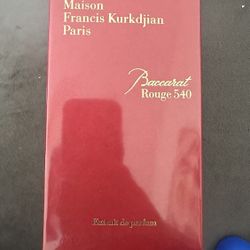 Maison
Francis Kurkdjian
Paris
Baccarat
Rouge 540
Extrait de parfum